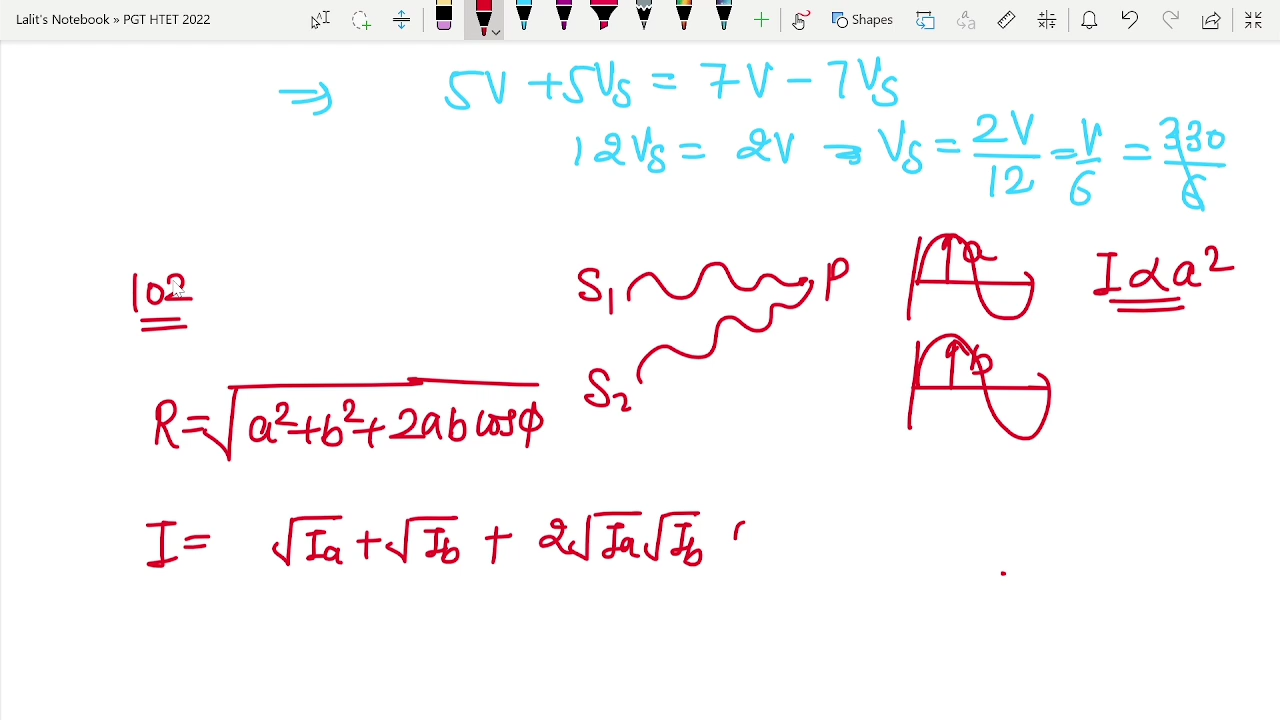 Lalit's Notebook » PGT HTET 2022
Shapes
⇒ 5V + 5Vs = 7V - 7Vs
12Vs = 2V ⇒ Vs = 2V/12 = V/6 = 330/6
102
S1 P a I ∝ a²
S2 b
R = √(a² + b² + 2ab cosϕ)
I = √Ia + √Ib + 2√Ia √Ib